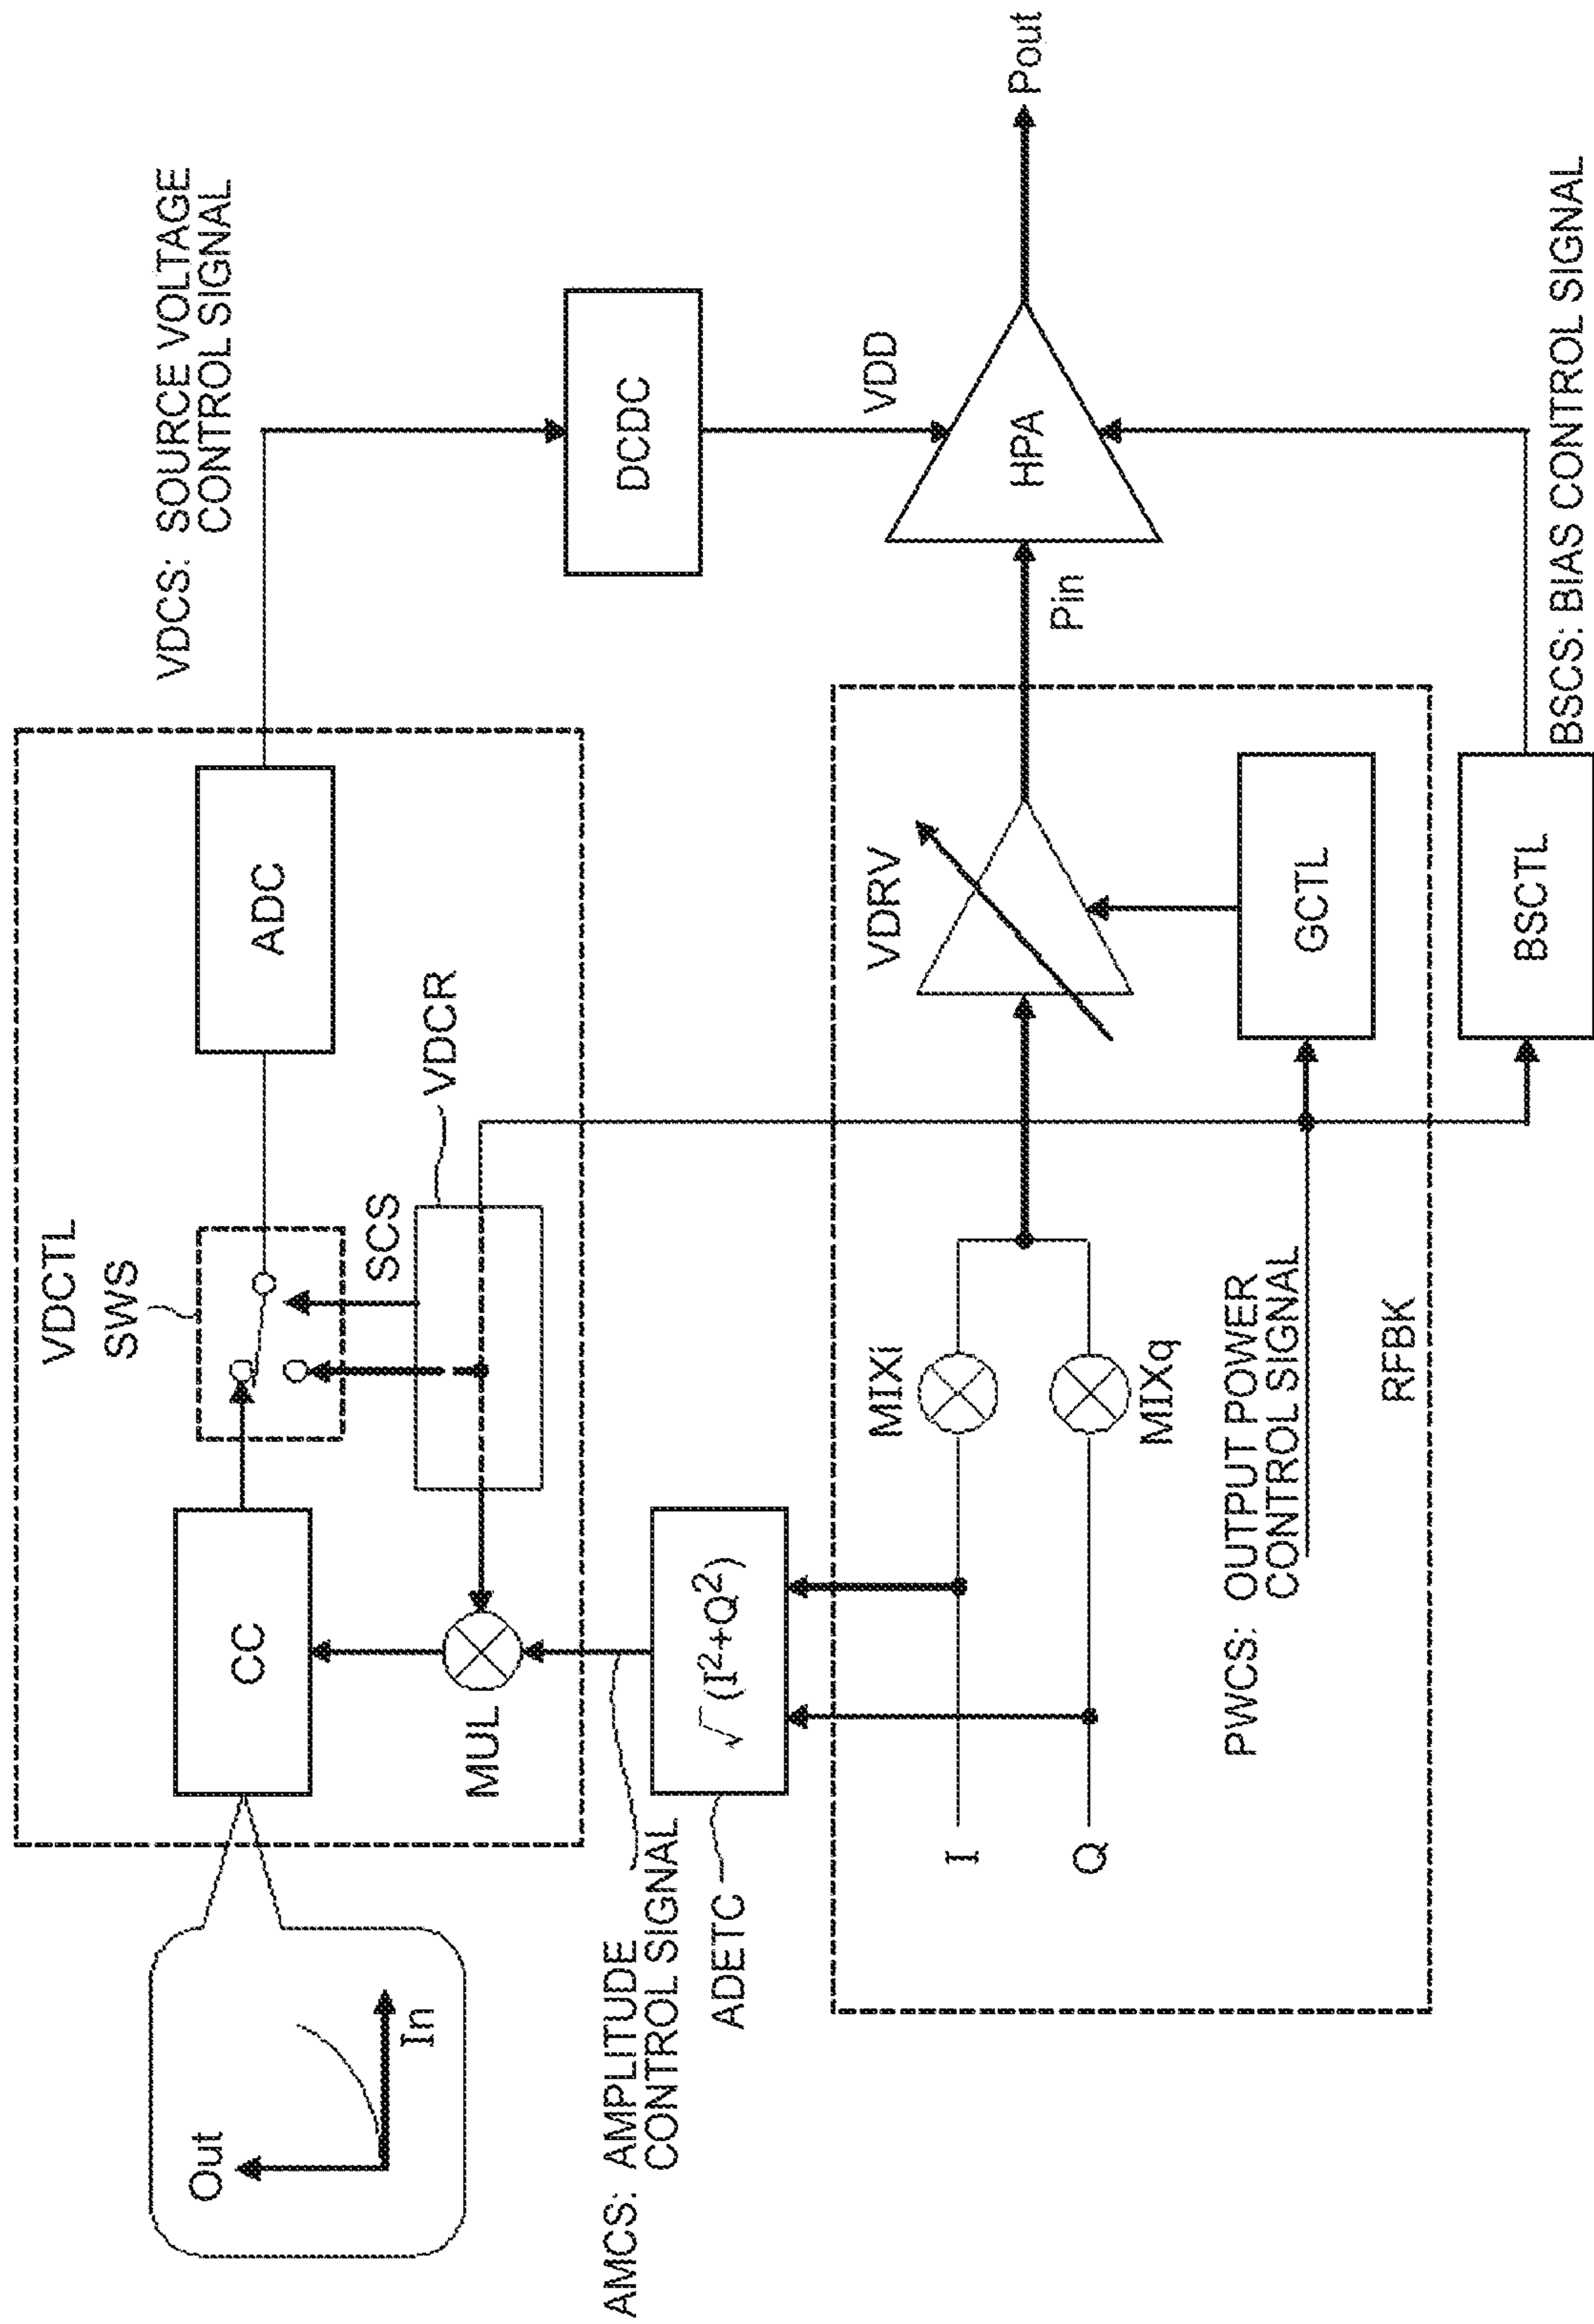 VDCS: SOURCE VOLTAGE
CONTROL SIGNAL
VDCTL
SWS
SCS
VDCR
ADC
CC
MUL
Out
In
DCDC
VDD
AMCS: AMPLITUDE
CONTROL SIGNAL
ADETC
√(I²+Q²)
I
Q
MIXi
MIXq
VDRV
Pin
HPA
Pout
GCTL
PWCS: OUTPUT POWER
CONTROL SIGNAL
RFBK
BSCTL
BSCS: BIAS CONTROL SIGNAL